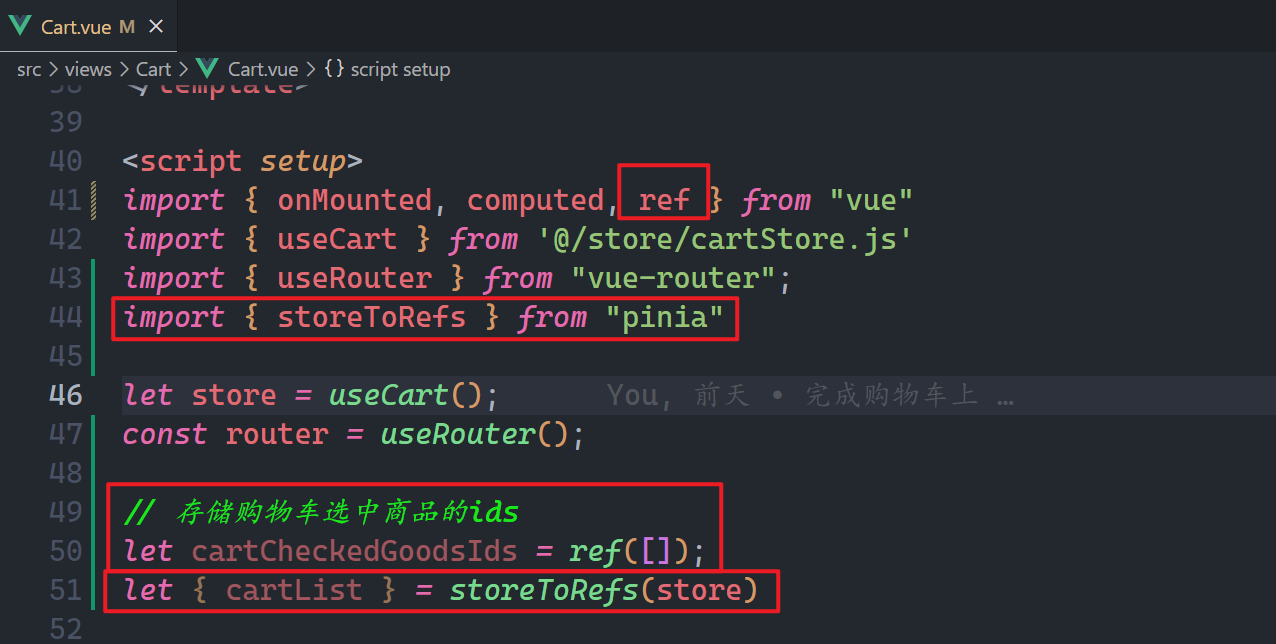 Cart.vue M ×
src > views > Cart > Cart.vue > {} script setup
38 </template>
39
40 <script setup>
41 import { onMounted, computed, ref } from "vue"
42 import { useCart } from '@/store/cartStore.js'
43 import { useRouter } from "vue-router";
44 import { storeToRefs } from "pinia"
45
46 let store = useCart(); You, 前天 • 完成购物车上 …
47 const router = useRouter();
48
49 // 存储购物车选中商品的ids
50 let cartCheckedGoodsIds = ref([]);
51 let { cartList } = storeToRefs(store)
52